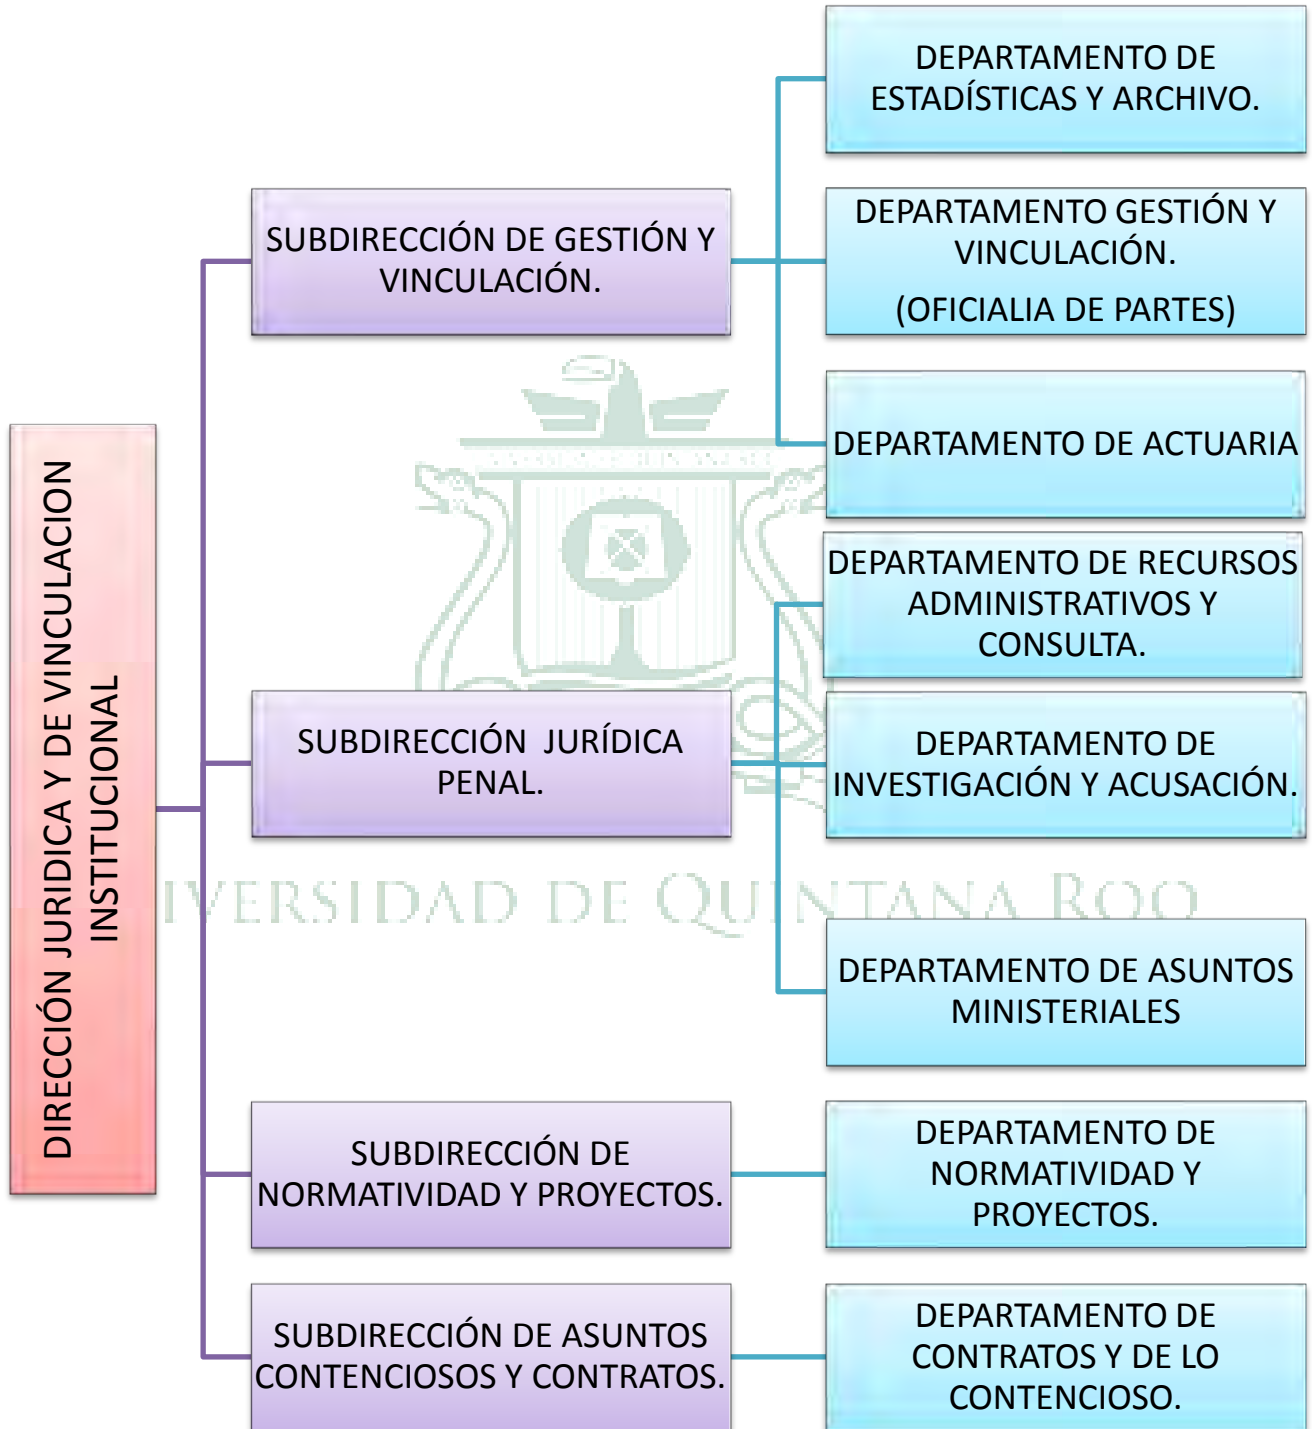 DIRECCIÓN JURIDICA Y DE VINCULACION
INSTITUCIONAL
SUBDIRECCIÓN DE GESTIÓN Y
VINCULACIÓN.
DEPARTAMENTO DE
ESTADÍSTICAS Y ARCHIVO.
DEPARTAMENTO GESTIÓN Y
VINCULACIÓN.
(OFICIALIA DE PARTES)
DEPARTAMENTO DE ACTUARIA
SUBDIRECCIÓN JURÍDICA
PENAL.
DEPARTAMENTO DE RECURSOS
ADMINISTRATIVOS Y
CONSULTA.
DEPARTAMENTO DE
INVESTIGACIÓN Y ACUSACIÓN.
DEPARTAMENTO DE ASUNTOS
MINISTERIALES
IVERSIDAD DE QUINTANA ROO
SUBDIRECCIÓN DE
NORMATIVIDAD Y PROYECTOS.
DEPARTAMENTO DE
NORMATIVIDAD Y
PROYECTOS.
SUBDIRECCIÓN DE ASUNTOS
CONTENCIOSOS Y CONTRATOS.
DEPARTAMENTO DE
CONTRATOS Y DE LO
CONTENCIOSO.